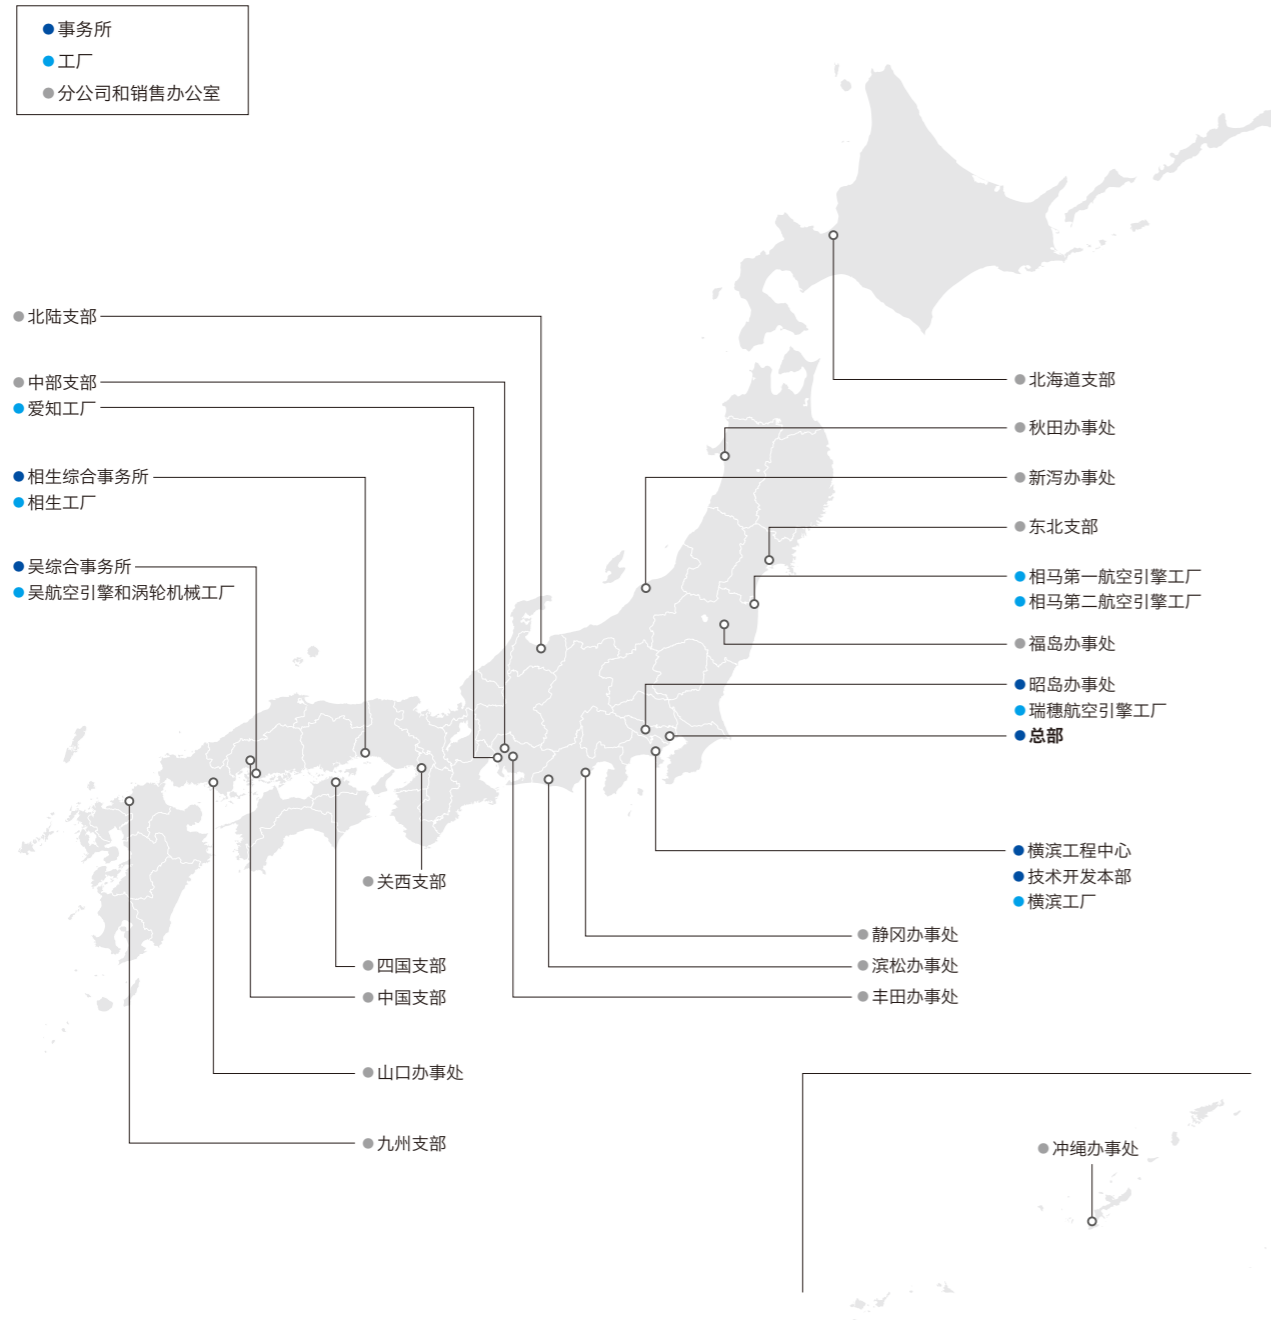 事务所
工厂
分公司和销售办公室
北陆支部
中部支部
爱知工厂
相生综合事务所
相生工厂
吴综合事务所
吴航空引擎和涡轮机械工厂
北海道支部
秋田办事处
新泻办事处
东北支部
相马第一航空引擎工厂
相马第二航空引擎工厂
福岛办事处
昭岛办事处
瑞穗航空引擎工厂
总部
横滨工程中心
技术开发本部
横滨工厂
关西支部
静冈办事处
四国支部
滨松办事处
中国支部
丰田办事处
山口办事处
九州支部
冲绳办事处